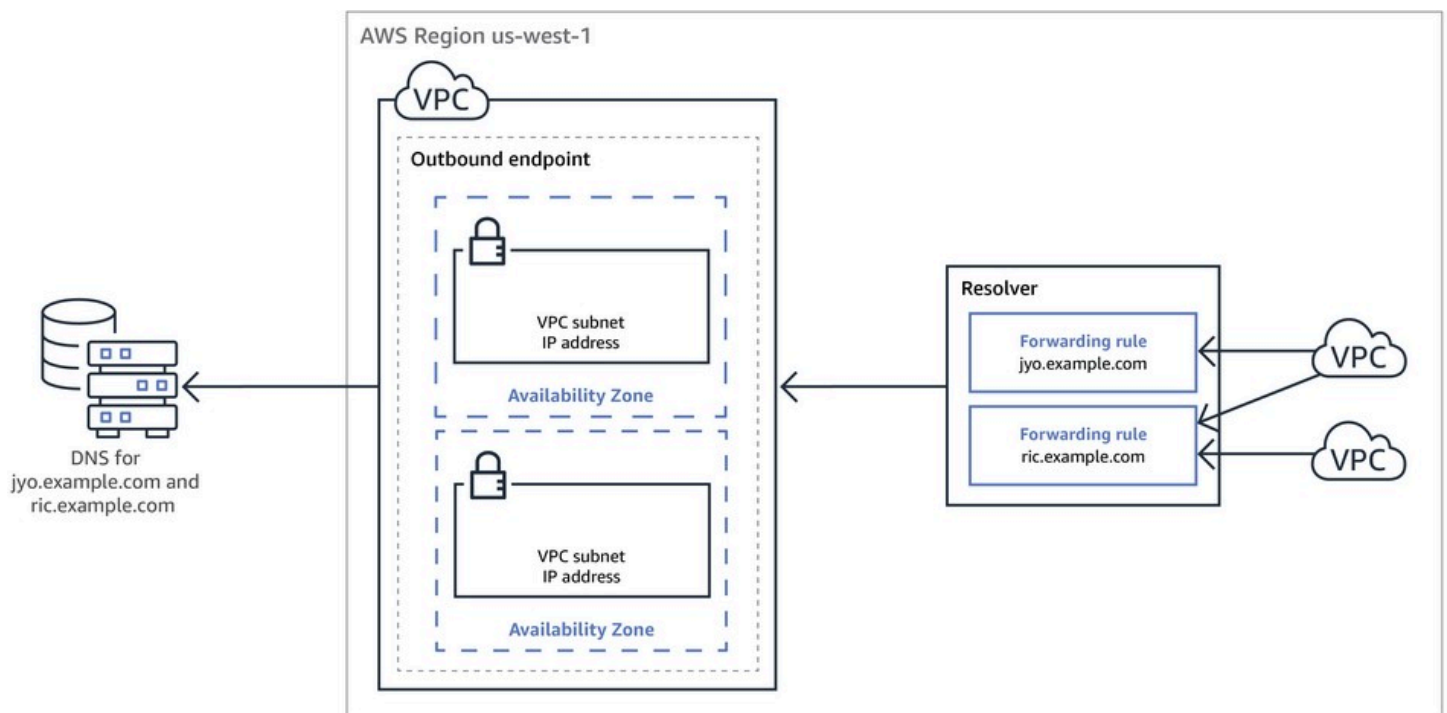 AWS Region us-west-1
VPC
Outbound endpoint
VPC subnet
IP address
Availability Zone
VPC subnet
IP address
Availability Zone
DNS for
jyo.example.com and
ric.example.com
Resolver
Forwarding rule
jyo.example.com
Forwarding rule
ric.example.com
VPC
VPC